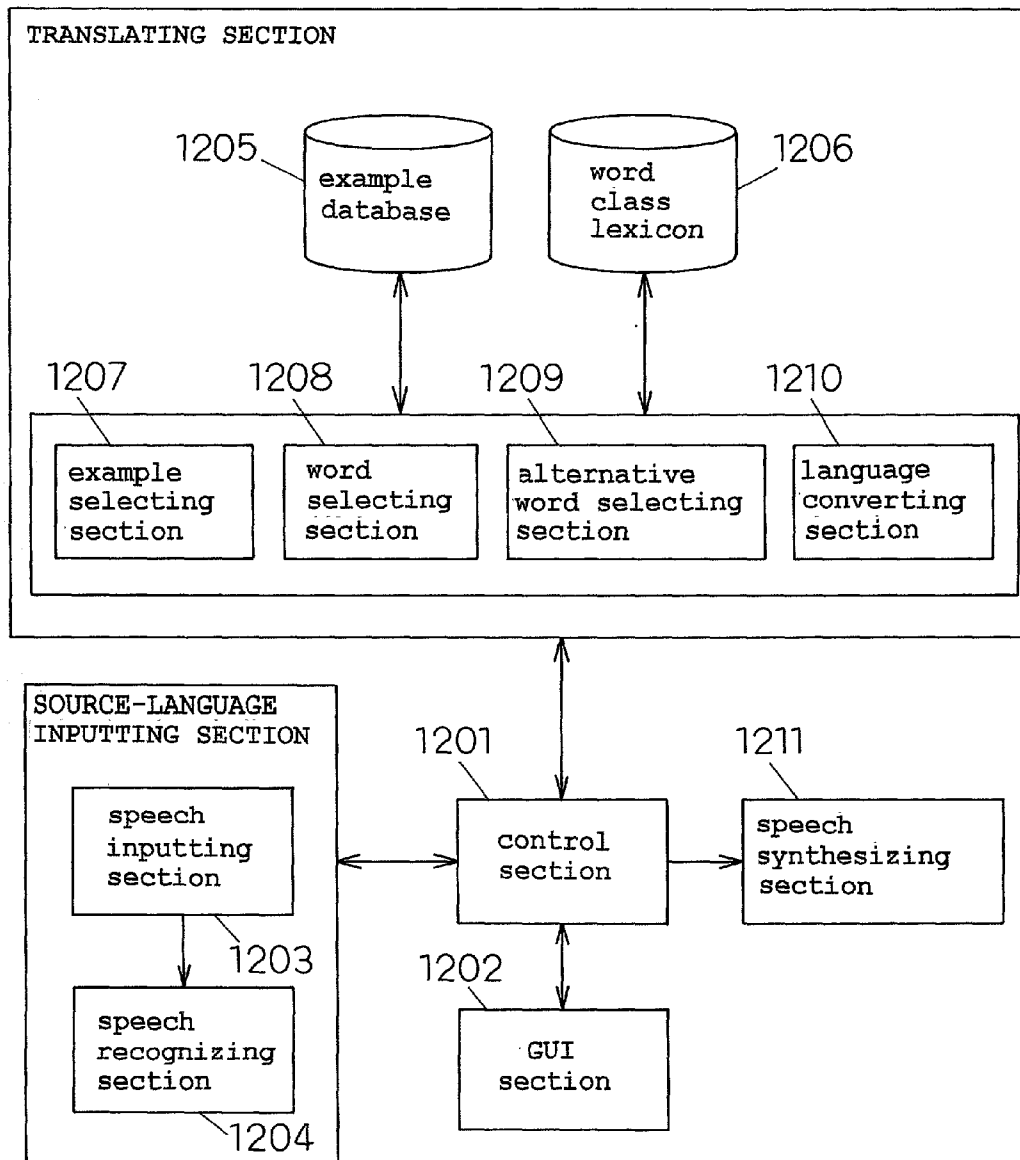 TRANSLATING SECTION
1205
example
database
1206
word
class
lexicon
1207
example
selecting
section
1208
word
selecting
section
1209
alternative
word selecting
section
1210
language
converting
section
SOURCE-LANGUAGE
INPUTTING SECTION
speech
inputting
section
1203
speech
recognizing
section
1204
1201
control
section
1211
speech
synthesizing
section
1202
GUI
section